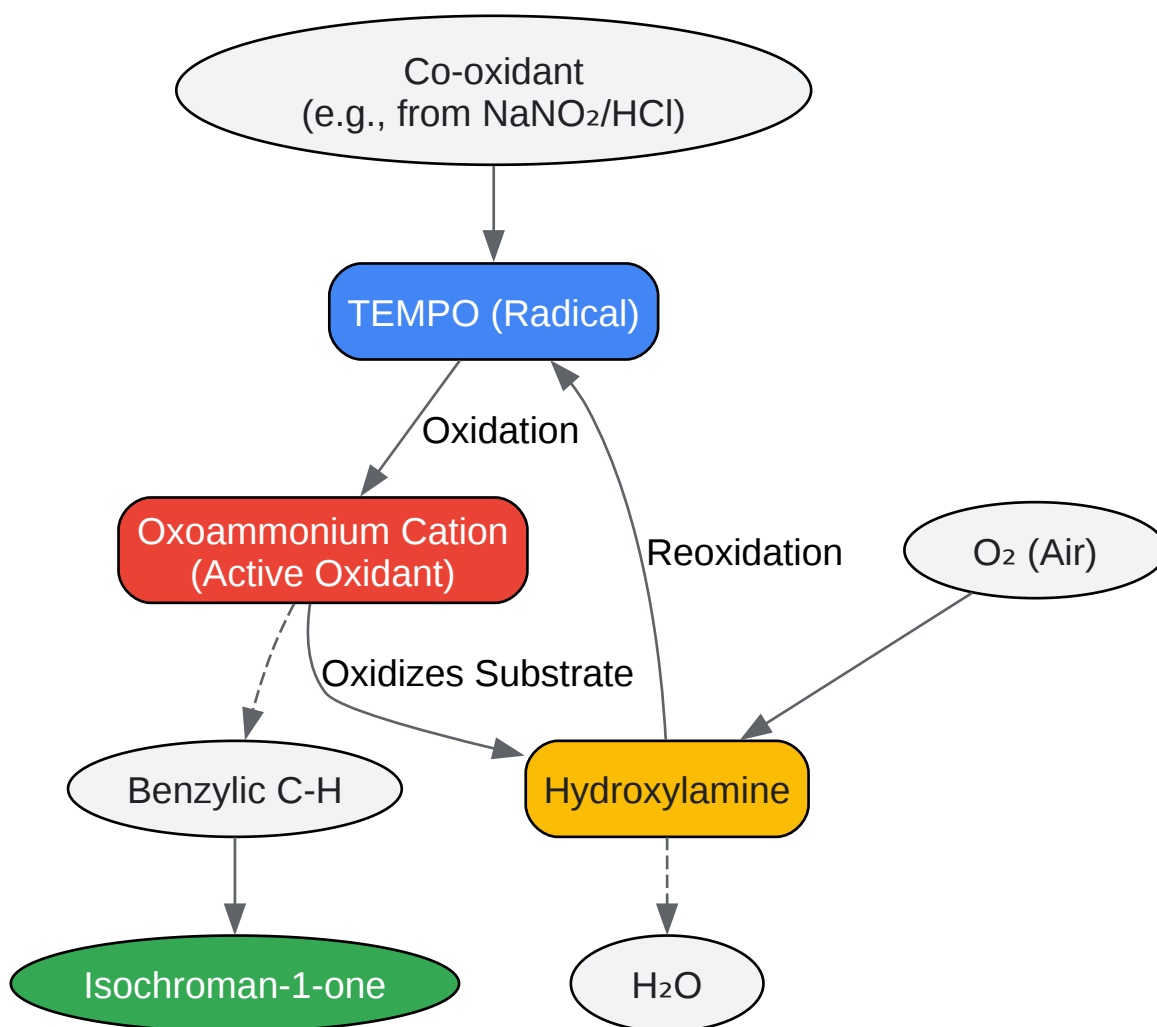 Co-oxidant
(e.g., from NaNO₂/HCl)
TEMPO (Radical)
Oxidation
Oxoammonium Cation
(Active Oxidant)
Reoxidation
O₂ (Air)
Oxidizes Substrate
Benzylic C-H
Hydroxylamine
Isochroman-1-one
H₂O